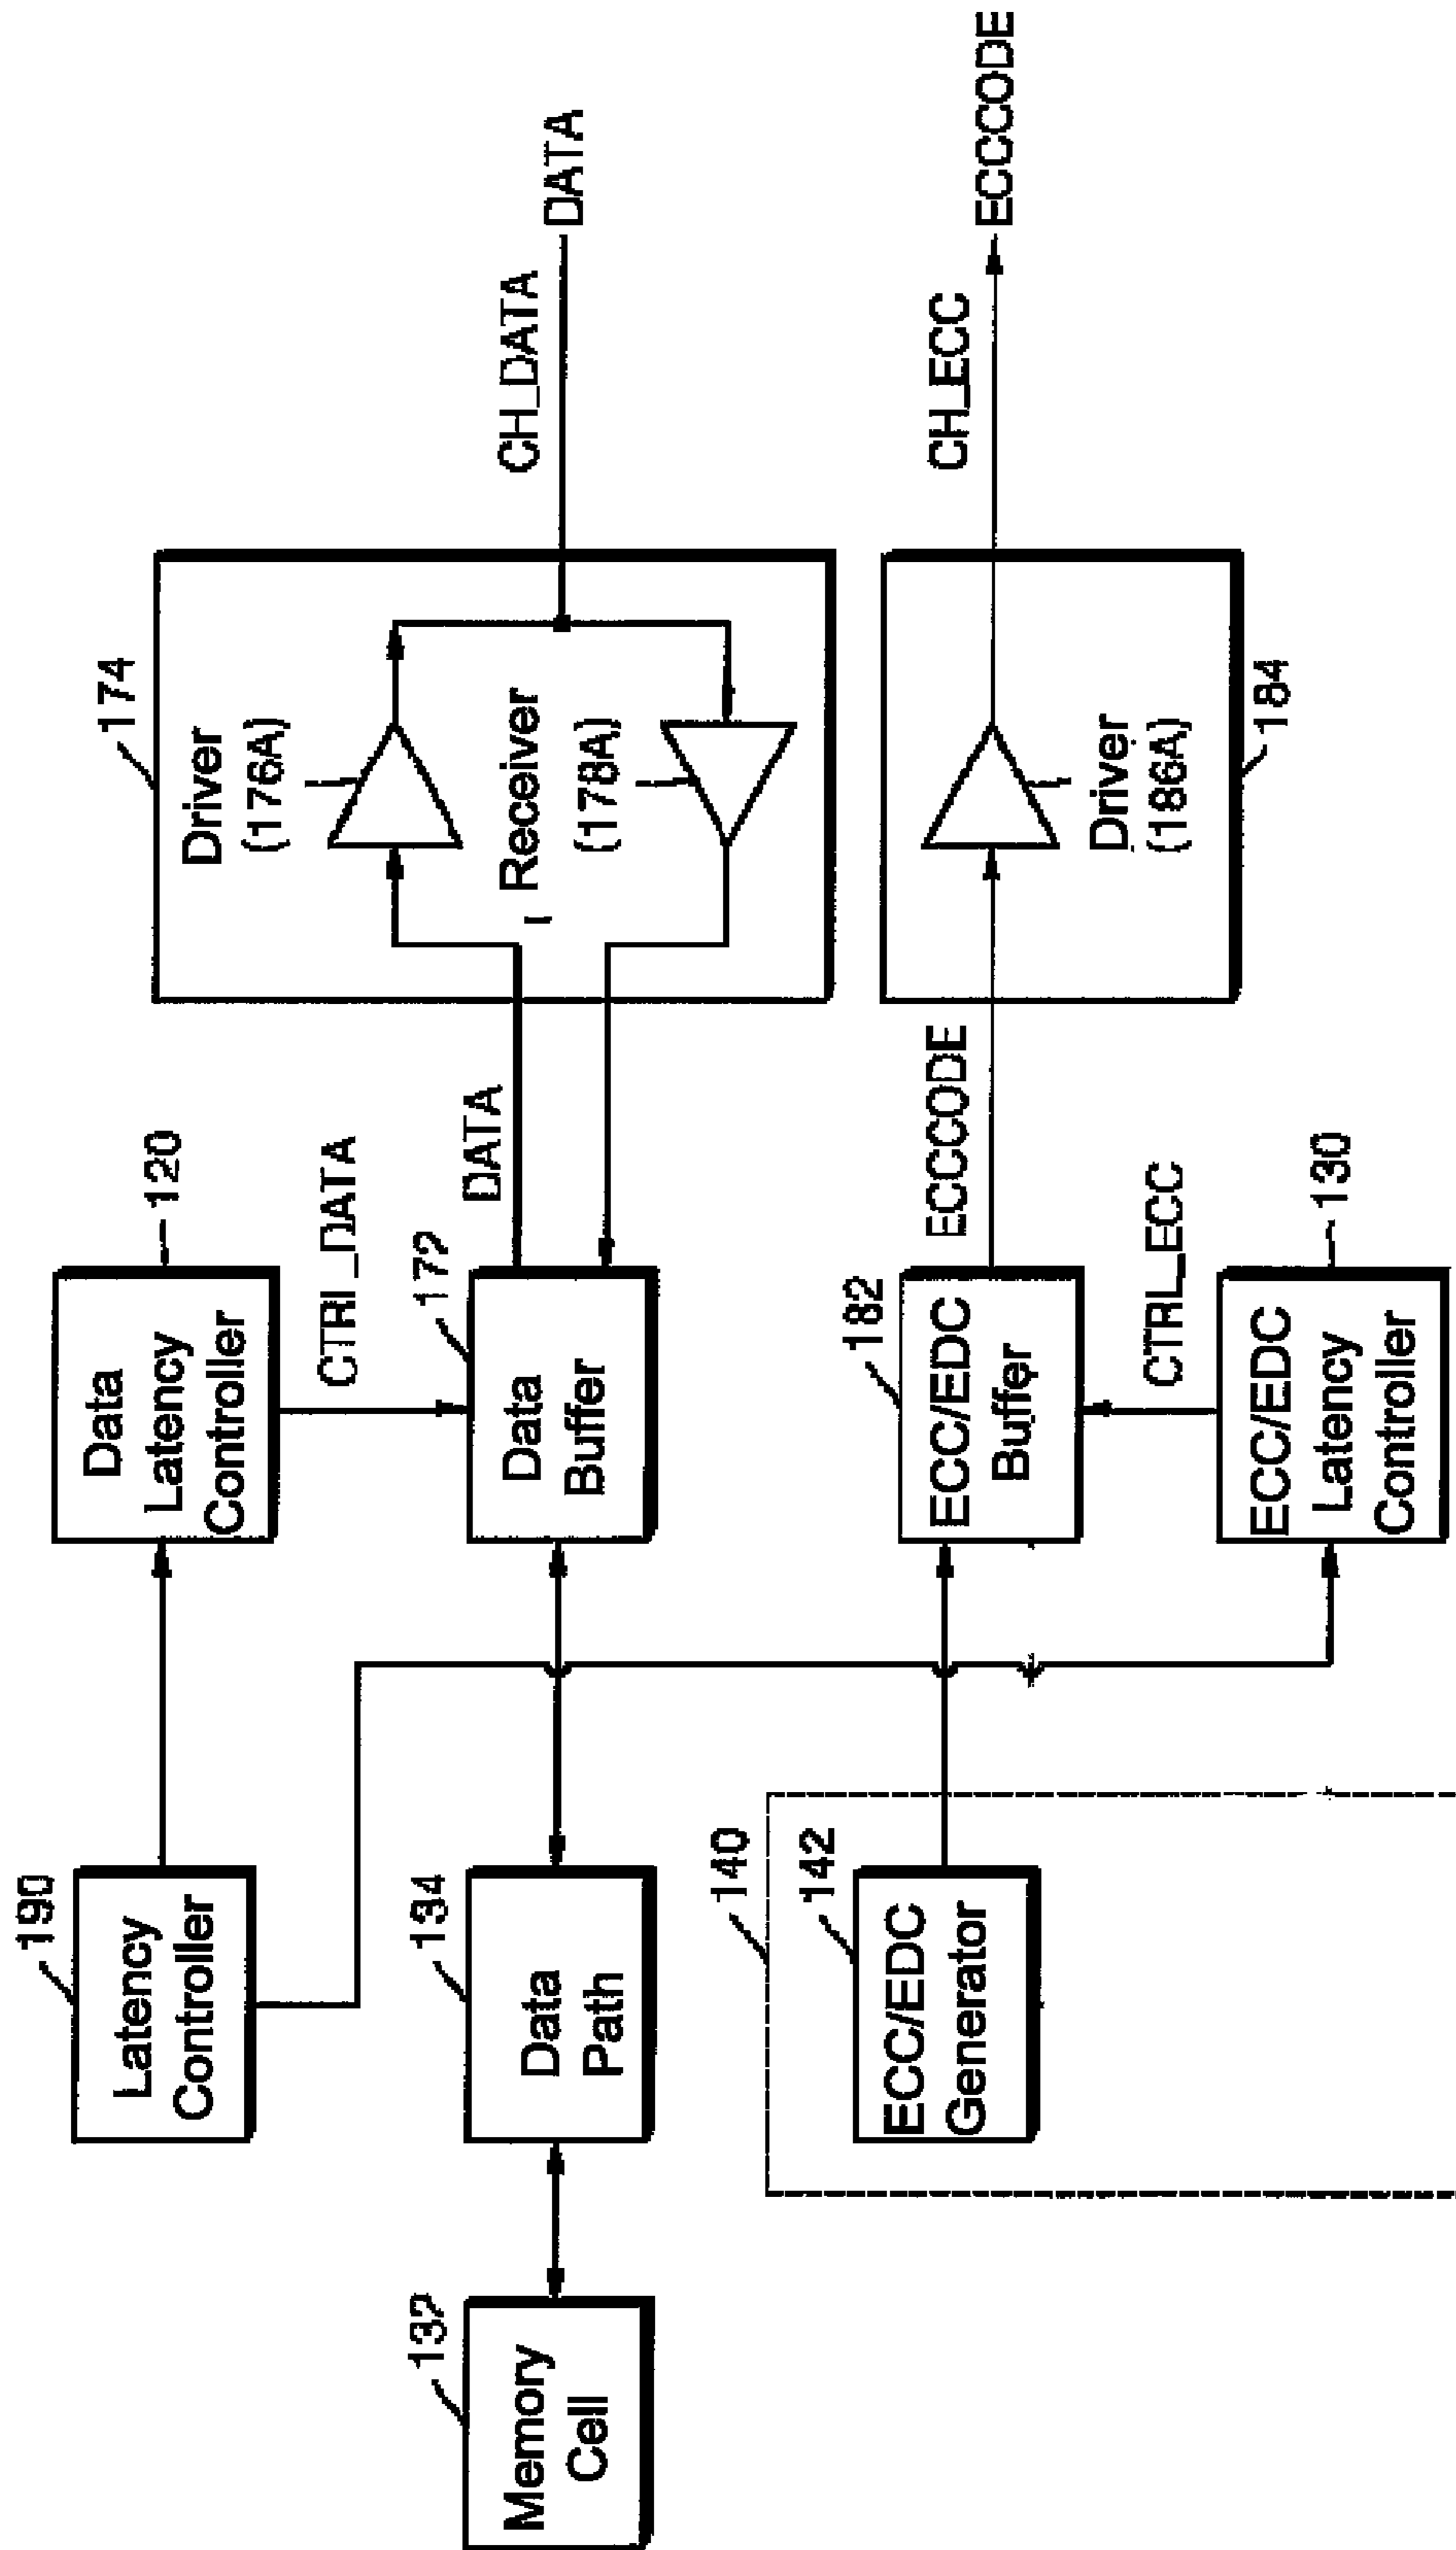 190
Latency
Controller
Data
Latency
Controller
120
CTRL_DATA
174
Driver
(176A)
Receiver
(178A)
CH_DATA
DATA
132
Memory
Cell
134
Data
Path
172
Data
Buffer
DATA
140
142
ECC/EDC
Generator
182
ECC/EDC
Buffer
ECCCODE
Driver
(186A)
184
CH_ECC
ECCCODE
CTRL_ECC
ECC/EDC
Latency
Controller
130